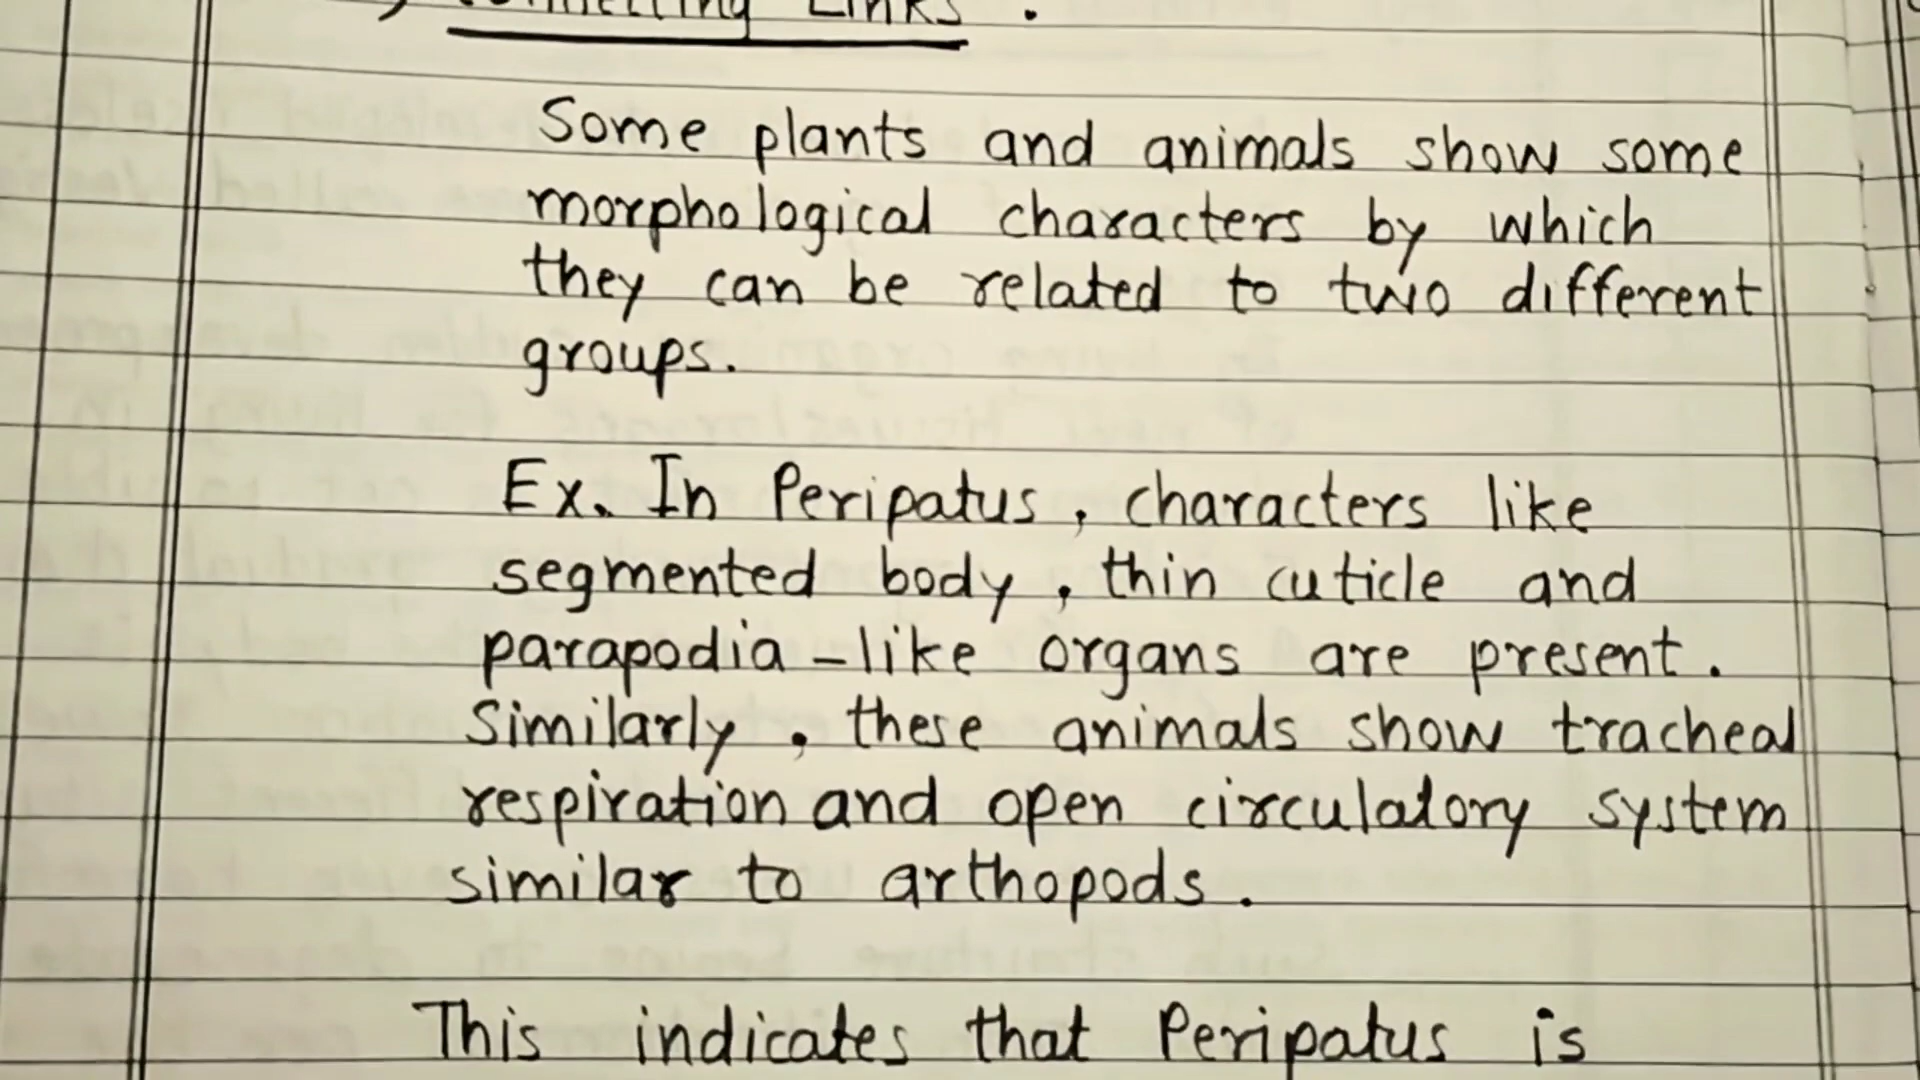 Connecting Links.
Some plants and animals show some
morphological characters by which
they can be related to two different
groups.
Ex. In Peripatus, characters like
segmented body, thin cuticle and
parapodia-like organs are present.
Similarly, these animals show tracheal
respiration and open circulatory system
similar to arthopods.
This indicates that Peripatus is